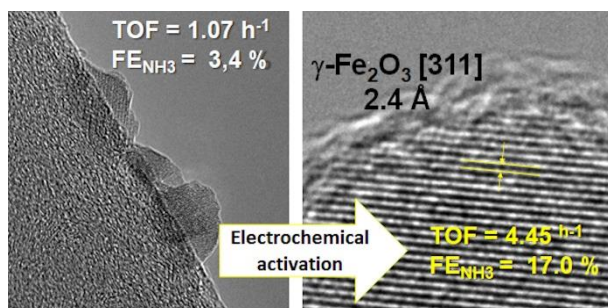 TOF = 1.07 h-1
FENH3 = 3,4 %
γ-Fe2O3 [311]
2.4 Å
Electrochemical
activation
TOF = 4.45 h-1
FENH3 = 17.0 %